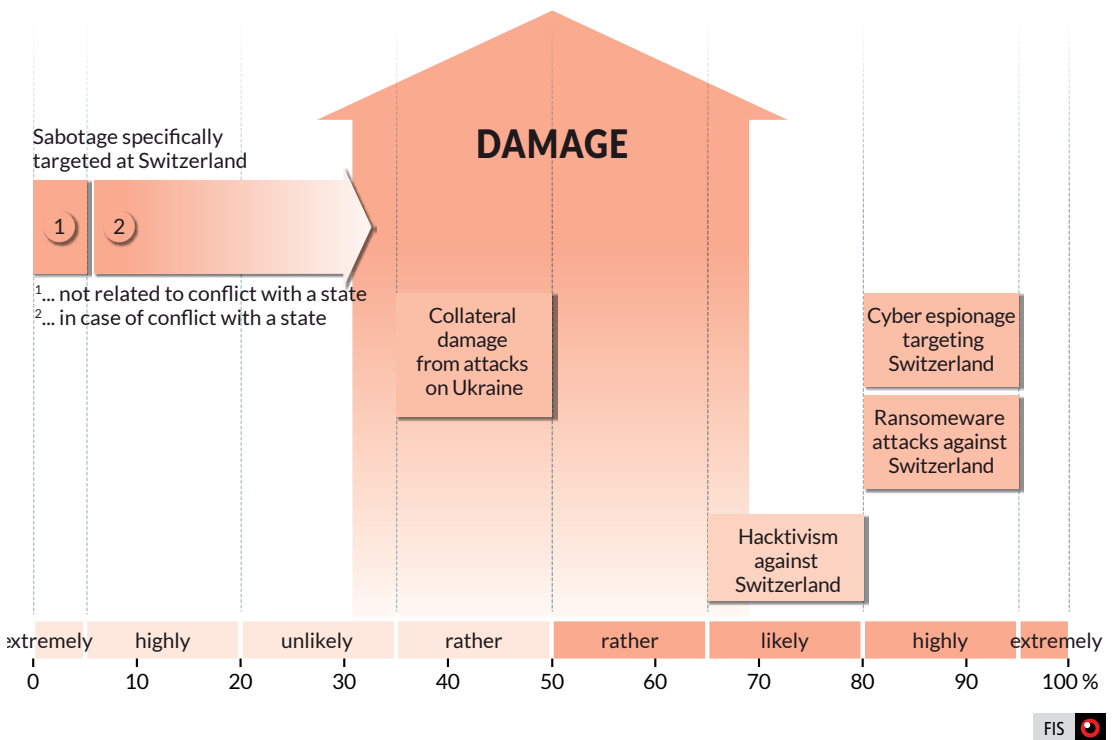 DAMAGE
Sabotage specifically
targeted at Switzerland
1
2
¹... not related to conflict with a state
²... in case of conflict with a state
Collateral
damage
from attacks
on Ukraine
Cyber espionage
targeting
Switzerland
Ransomeware
attacks against
Switzerland
Hacktivism
against
Switzerland
extremely highly unlikely rather rather likely highly extremely
0 10 20 30 40 50 60 70 80 90 100 %
FIS